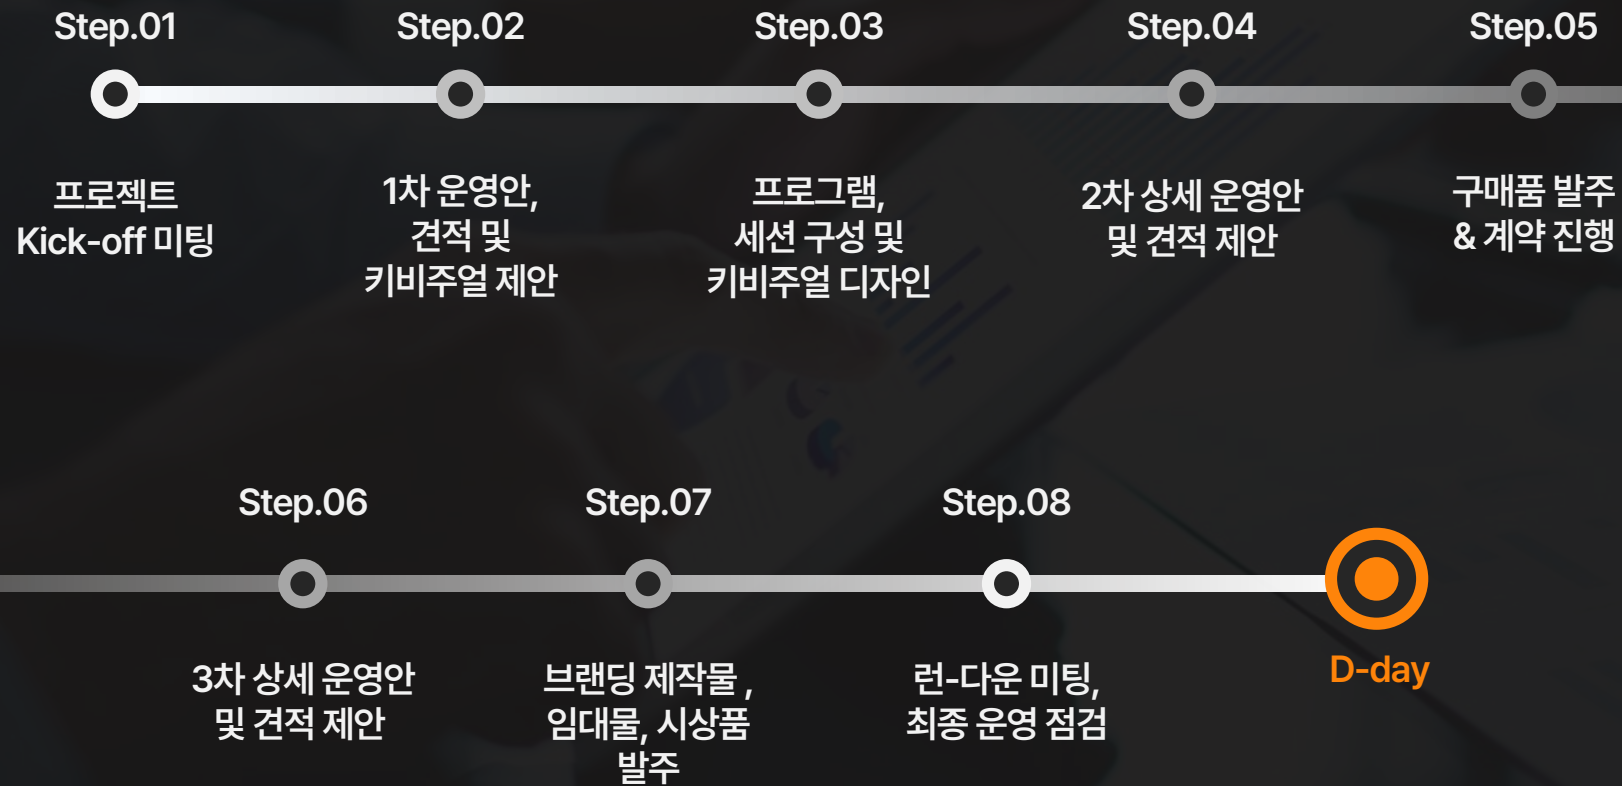 Step.01
프로젝트
Kick-off 미팅
Step.02
1차 운영안,
견적 및
키비주얼 제안
Step.03
프로그램,
세션 구성 및
키비주얼 디자인
Step.04
2차 상세 운영안
및 견적 제안
Step.05
구매품 발주
& 계약 진행
Step.06
3차 상세 운영안
및 견적 제안
Step.07
브랜딩 제작물 ,
임대물, 시상품
발주
Step.08
런-다운 미팅,
최종 운영 점검
D-day